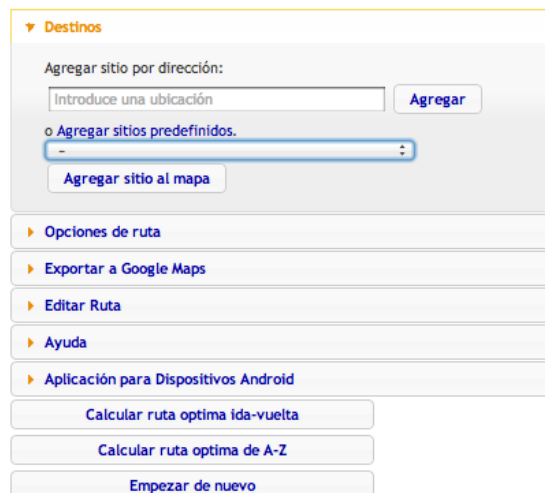 Destinos
Agregar sitio por dirección:
Introduce una ubicación
Agregar
o Agregar sitios predefinidos.
-
Agregar sitio al mapa
Opciones de ruta
Exportar a Google Maps
Editar Ruta
Ayuda
Aplicación para Dispositivos Android
Calcular ruta optima ida-vuelta
Calcular ruta optima de A-Z
Empezar de nuevo